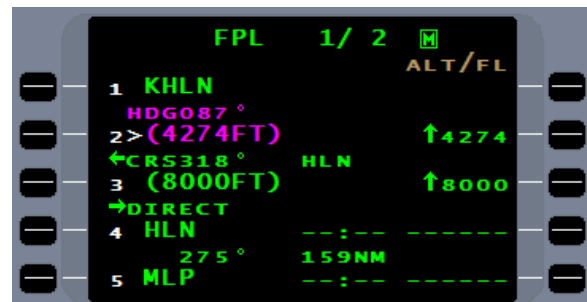 FPL 1/ 2 M
ALT/FL
1 KHLN
HDG087°
2>(4274FT) ↑4274
←CRS318° HLN
3 (8000FT) ↑8000
→DIRECT
4 HLN --:-- ------
275° 159NM
5 MLP --:-- ------